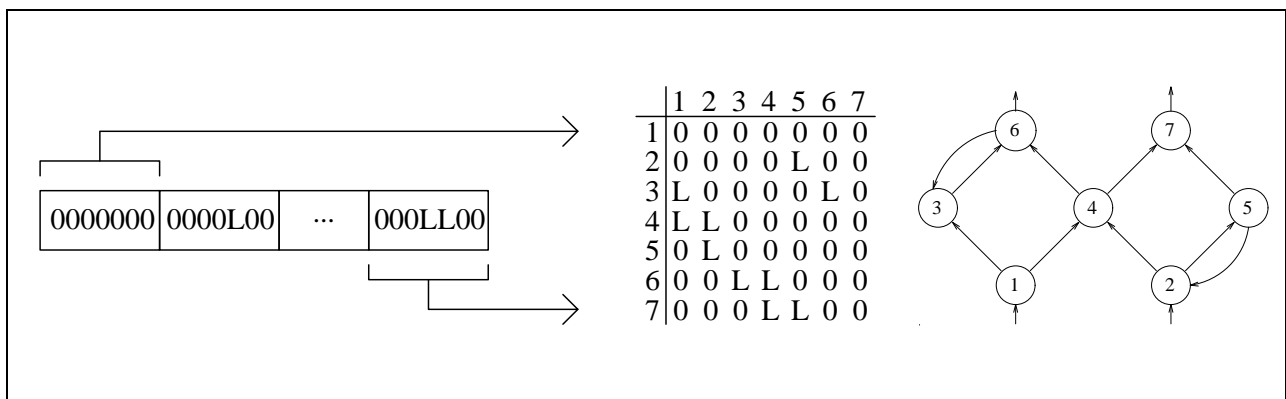 0000000 0000L00 ... 000LL00
1 2 3 4 5 6 7
1 0 0 0 0 0 0 0
2 0 0 0 0 L 0 0
3 L 0 0 0 0 L 0
4 L L 0 0 0 0 0
5 0 L 0 0 0 0 0
6 0 0 L L 0 0 0
7 0 0 0 L L 0 0
6 7
3 4 5
1 2